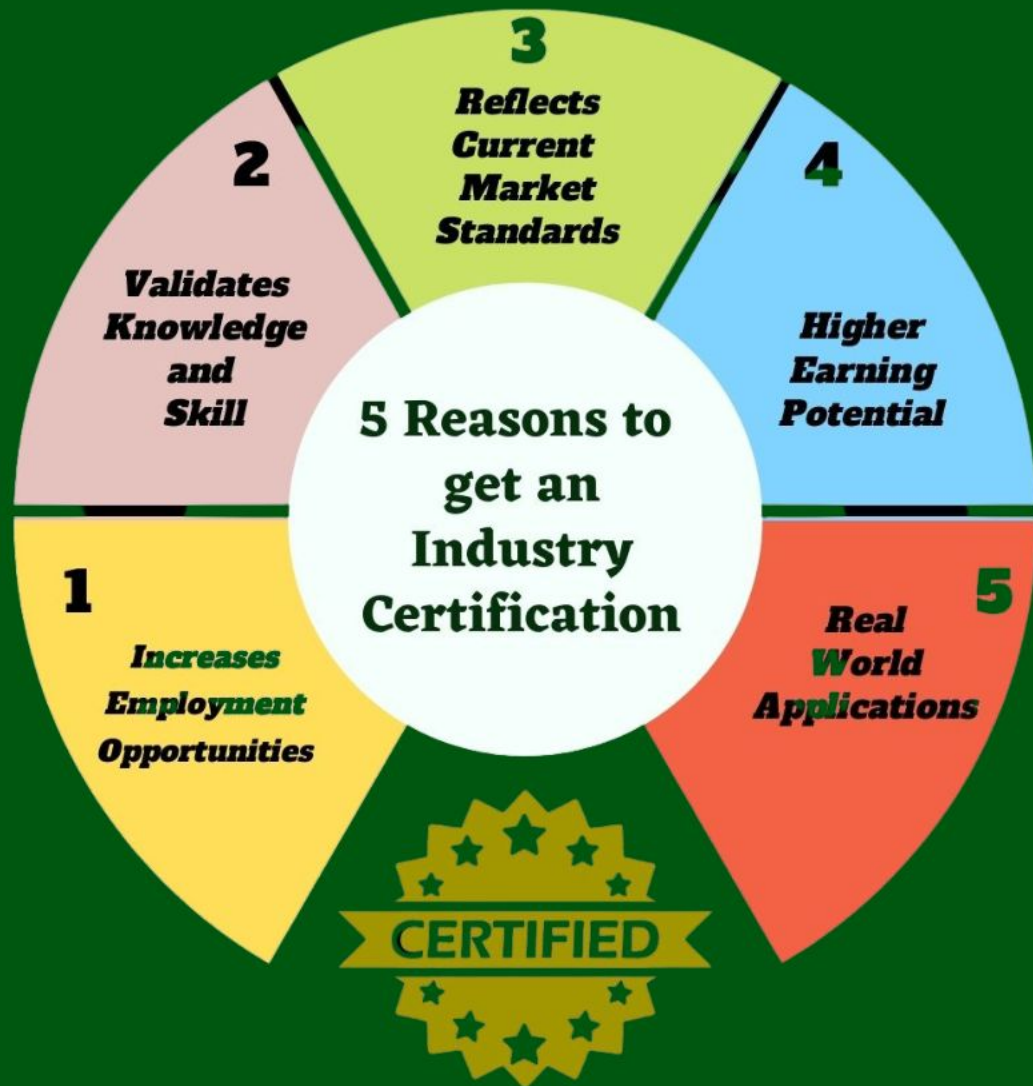 5 Reasons to
get an
Industry
Certification
1
Increases
Employment
Opportunities
2
Validates
Knowledge
and
Skill
3
Reflects
Current
Market
Standards
4
Higher
Earning
Potential
5
Real
World
Applications
CERTIFIED